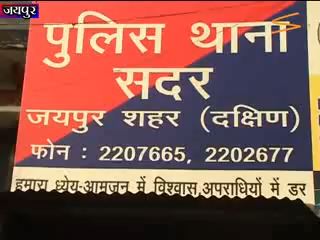 जयपुर
पुलिस थाना
सदर
जयपुर शहर (दक्षिण)
फोन : 2207665, 2202677
हमारा ध्येय-आमजन में विश्वास,अपराधियों में डर